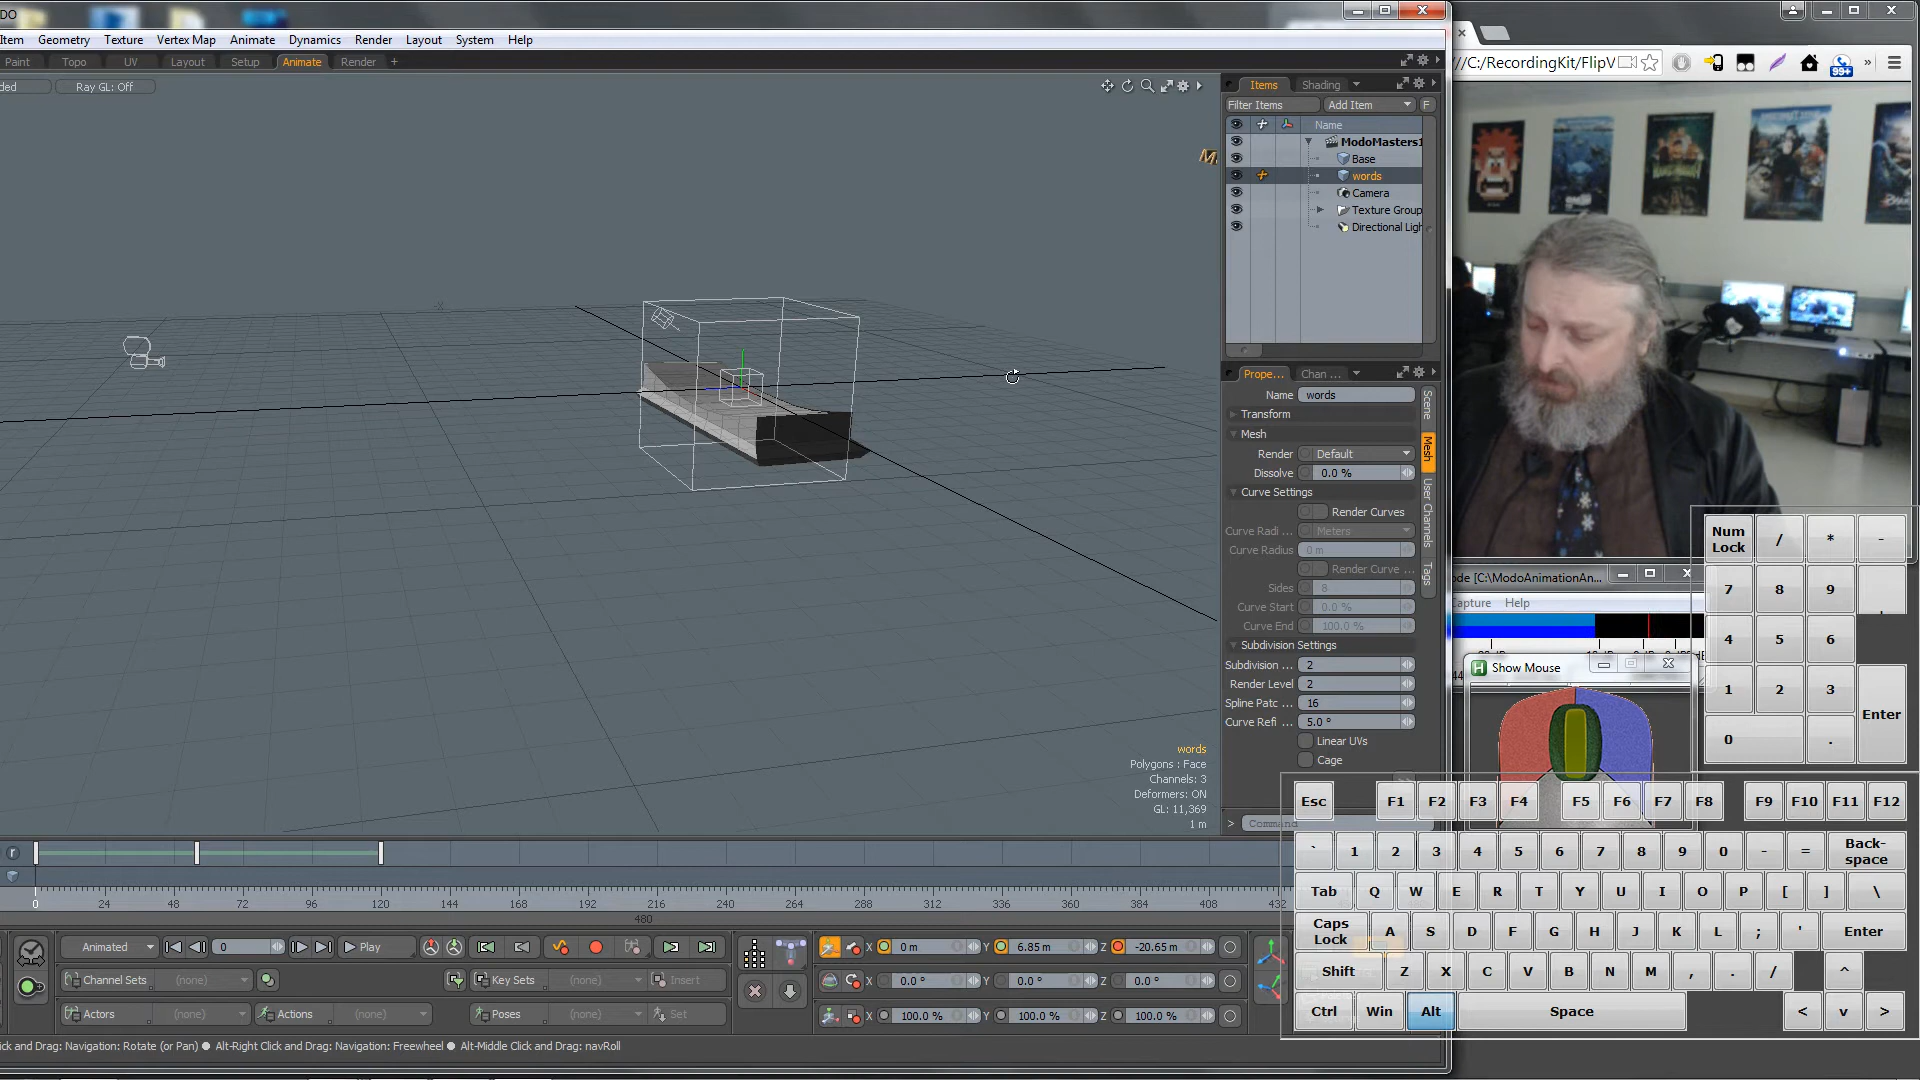 DO
Item Geometry Texture Vertex Map Animate Dynamics Render Layout System Help
Paint Topo UV Layout Setup Animate Render +
ded Ray GL: Off
///C:/RecordingKit/FlipV
99+
Items Shading
Filter Items Add Item F
Name
ModoMasters1
Base
words
Camera
Texture Group
Directional Ligh
Prope... Chan ...
Name words
Transform
Mesh
Render Default
Dissolve 0.0 %
Curve Settings
Render Curves
Curve Radi ... Meters
Curve Radius 0 m
Render Curve ...
Sides 8
Curve Start 0.0 %
Curve End 100.0 %
Subdivision Settings
Subdivision ... 2
Render Level 2
Spline Patc ... 16
Curve Refi ... 5.0 °
Linear UVs
Cage
Scene
Mesh
User Channels
Tags
> Command
words
Polygons : Face
Channels: 3
Deformers: ON
GL: 11,369
1 m
0 24 48 72 96 120 144 168 192 216 240 264 288 312 336 360 384 408 432
480
Animated 0 Play
Channel Sets (none) Key Sets (none) Insert
Actors (none) Actions (none) Poses (none) Set
X 0 m Y 6.85 m Z -20.65 m
X 0.0 ° Y 0.0 ° Z 0.0 °
X 100.0 % Y 100.0 % Z 100.0 %
ick and Drag: Navigation: Rotate (or Pan) ● Alt-Right Click and Drag: Navigation: Freewheel ● Alt-Middle Click and Drag: navRoll
ode [C:\ModoAnimationAn...
Capture Help
Show Mouse
Num Lock / * -
7 8 9
4 5 6
1 2 3 Enter
0 .
Esc F1 F2 F3 F4 F5 F6 F7 F8 F9 F10 F11 F12
` 1 2 3 4 5 6 7 8 9 0 - = Back-space
Tab Q W E R T Y U I O P [ ] \
Caps Lock A S D F G H J K L ; ' Enter
Shift Z X C V B N M , . / ^
Ctrl Win Alt Space < v >